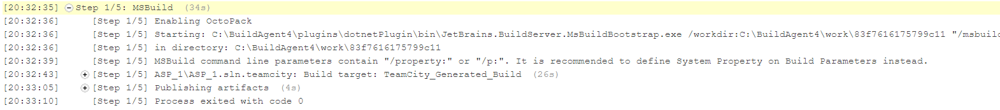 [20:32:35] Step 1/5: MSBuild (34s)
[20:32:36] [Step 1/5] Enabling OctoPack
[20:32:36] [Step 1/5] Starting: C:\BuildAgent4\plugins\dotnetPlugin\bin\JetBrains.BuildServer.MsBuildBootstrap.exe /workdir:C:\BuildAgent4\work\83f7616175799c11 "/msbuild
[20:32:36] [Step 1/5] in directory: C:\BuildAgent4\work\83f7616175799c11
[20:32:39] [Step 1/5] MSBuild command line parameters contain "/property:" or "/p:". It is recommended to define System Property on Build Parameters instead.
[20:32:43] [Step 1/5] ASP_1\ASP_1.sln.teamcity: Build target: TeamCity_Generated_Build (26s)
[20:33:05] [Step 1/5] Publishing artifacts (4s)
[20:33:10] [Step 1/5] Process exited with code 0